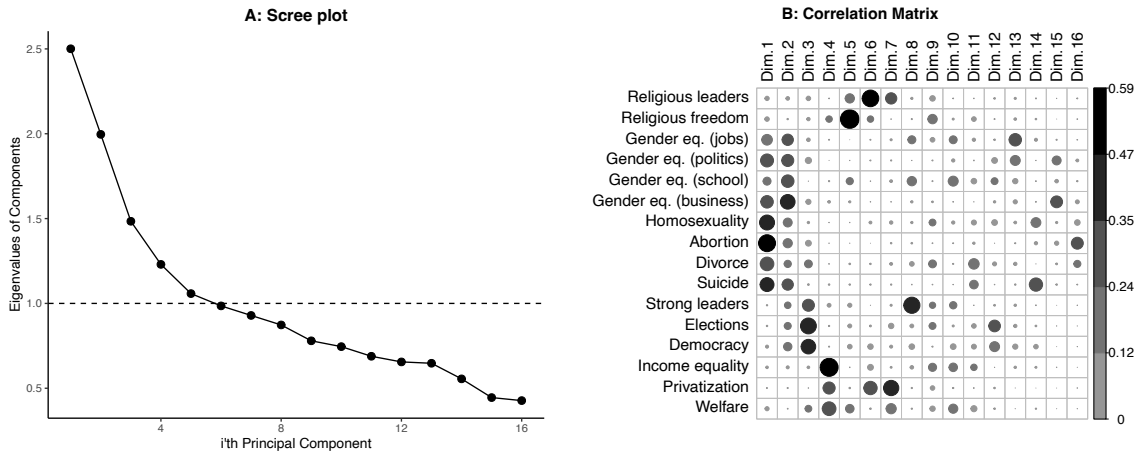 A: Scree plot
2.5
2.0
1.5
1.0
0.5
Eigenvalues of Components
4
8
12
16
i'th Principal Component
B: Correlation Matrix
Dim.1
Dim.2
Dim.3
Dim.4
Dim.5
Dim.6
Dim.7
Dim.8
Dim.9
Dim.10
Dim.11
Dim.12
Dim.13
Dim.14
Dim.15
Dim.16
Religious leaders
Religious freedom
Gender eq. (jobs)
Gender eq. (politics)
Gender eq. (school)
Gender eq. (business)
Homosexuality
Abortion
Divorce
Suicide
Strong leaders
Elections
Democracy
Income equality
Privatization
Welfare
0.59
0.47
0.35
0.24
0.12
0